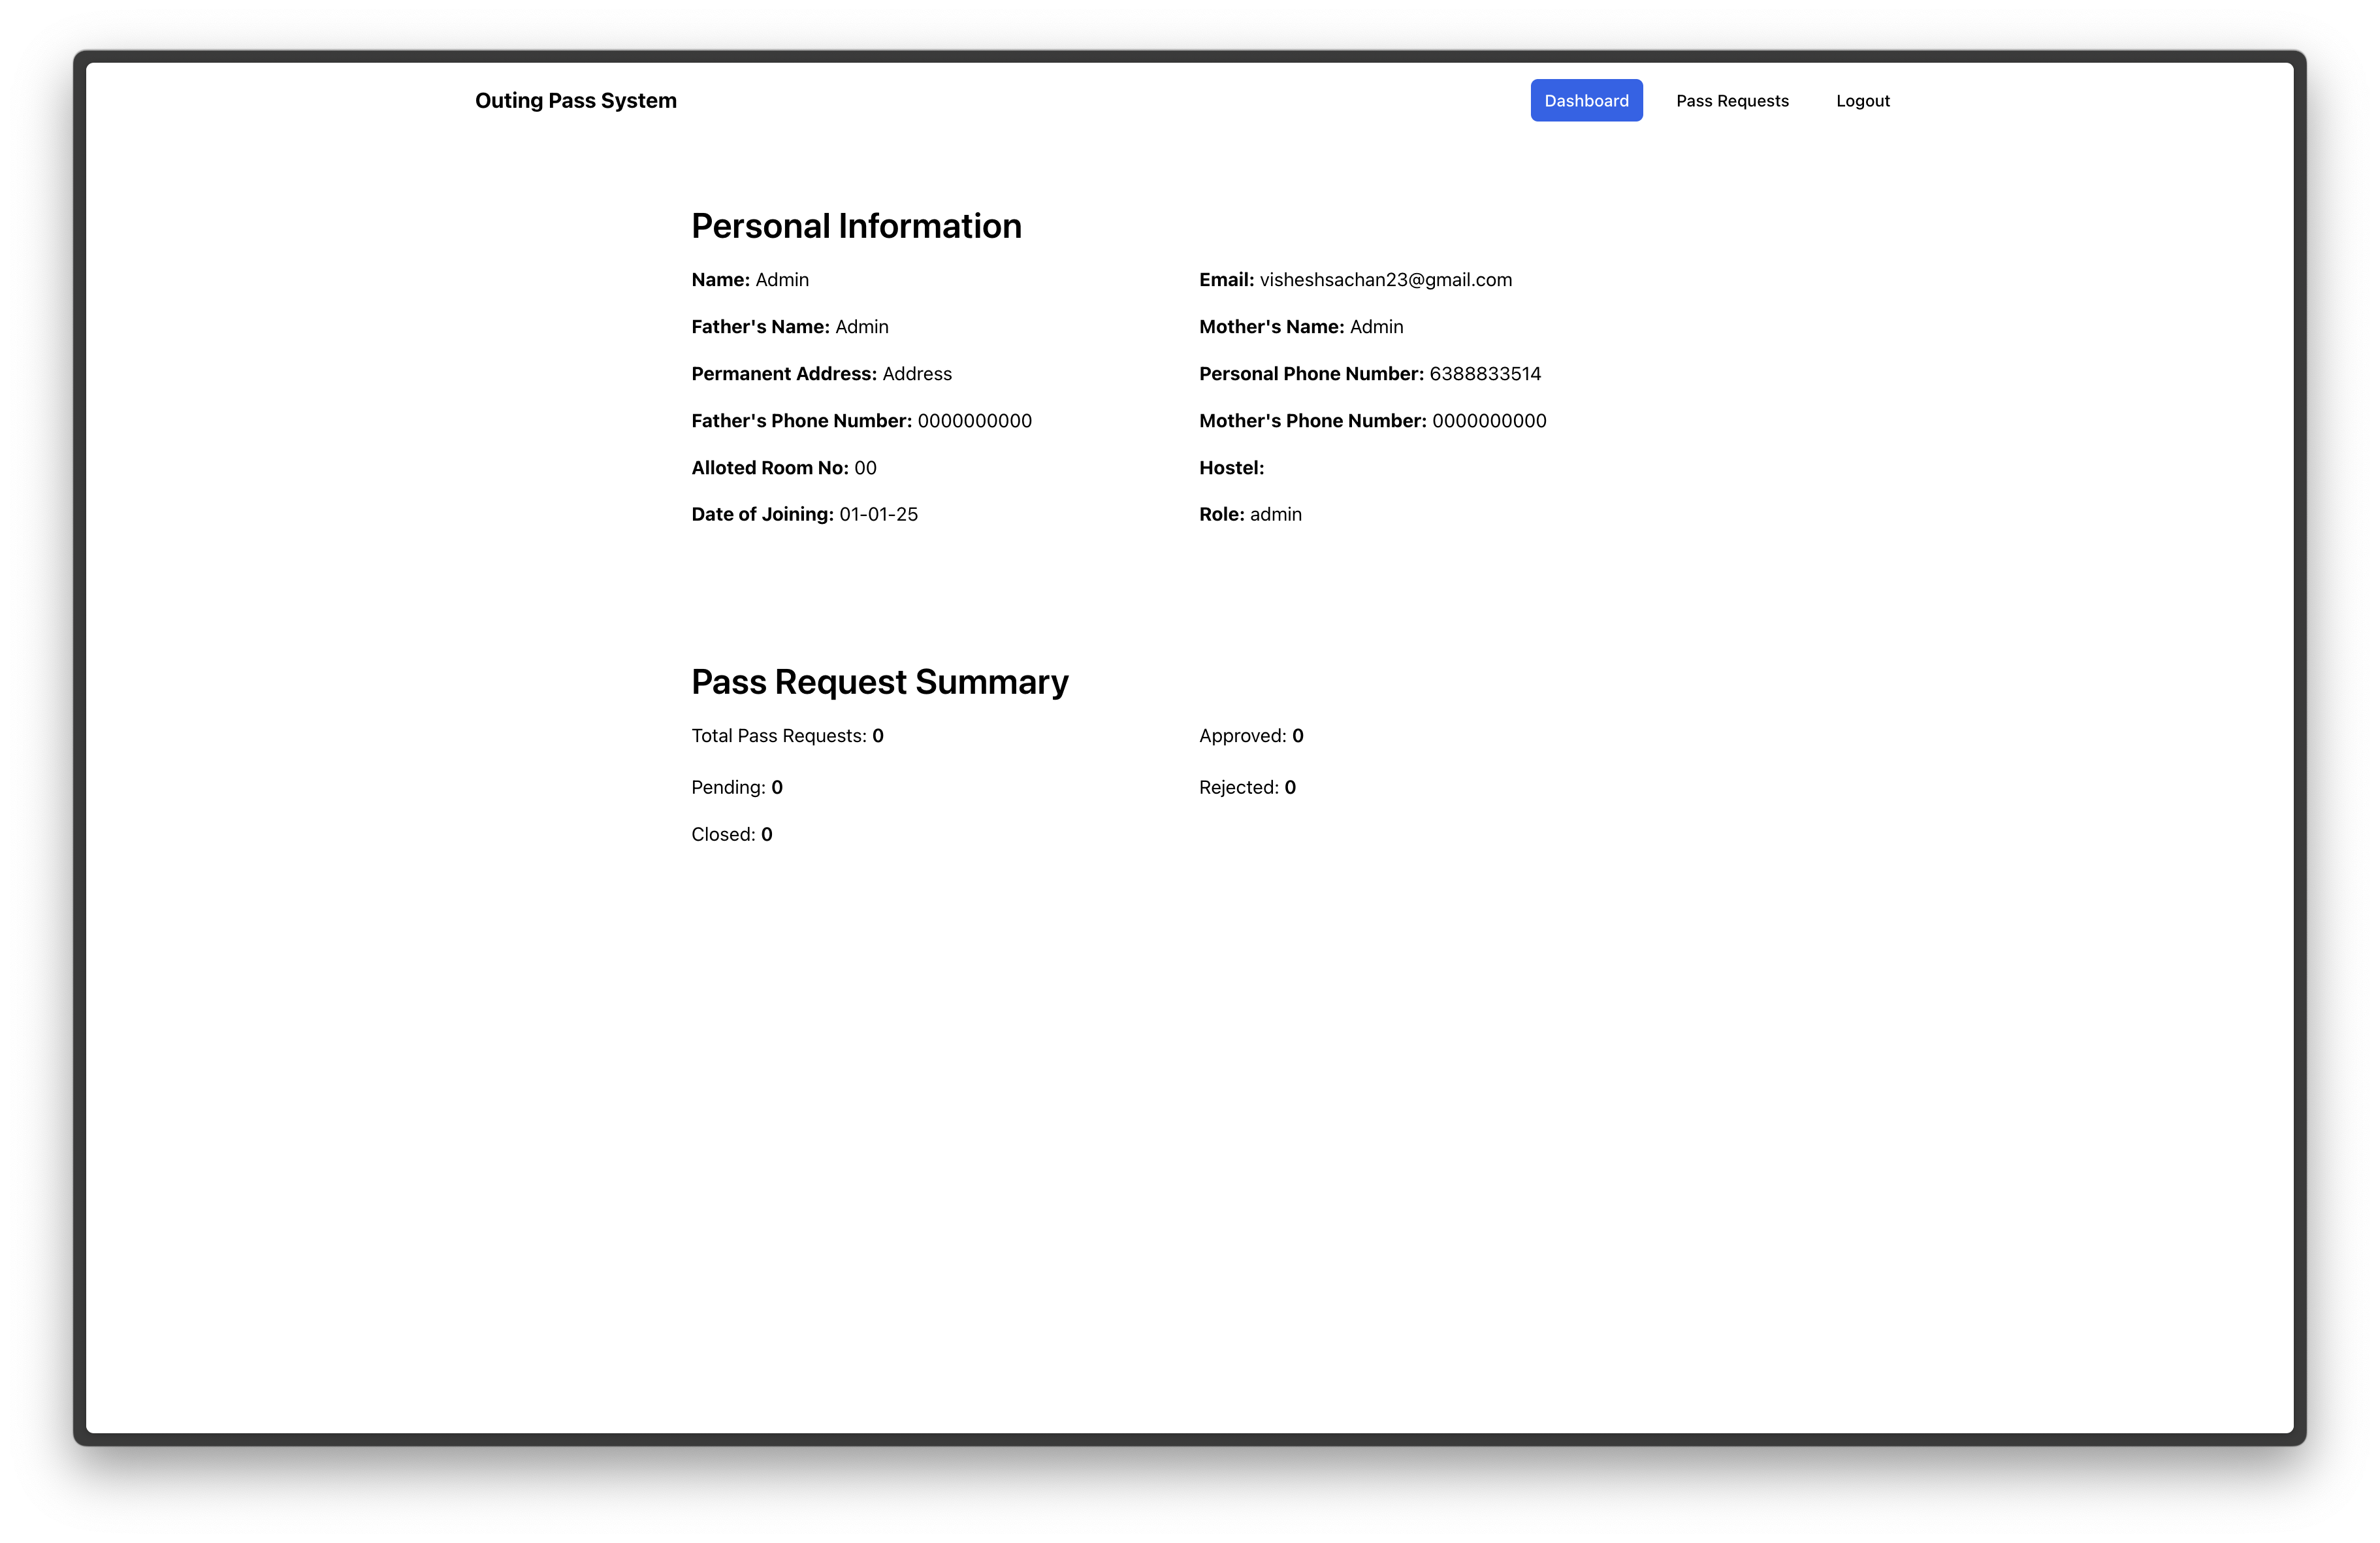 Outing Pass System Dashboard Pass Requests Logout
Personal Information
Name: Admin Email: visheshsachan23@gmail.com
Father's Name: Admin Mother's Name: Admin
Permanent Address: Address Personal Phone Number: 6388833514
Father's Phone Number: 0000000000 Mother's Phone Number: 0000000000
Alloted Room No: 00 Hostel:
Date of Joining: 01-01-25 Role: admin
Pass Request Summary
Total Pass Requests: 0 Approved: 0
Pending: 0 Rejected: 0
Closed: 0